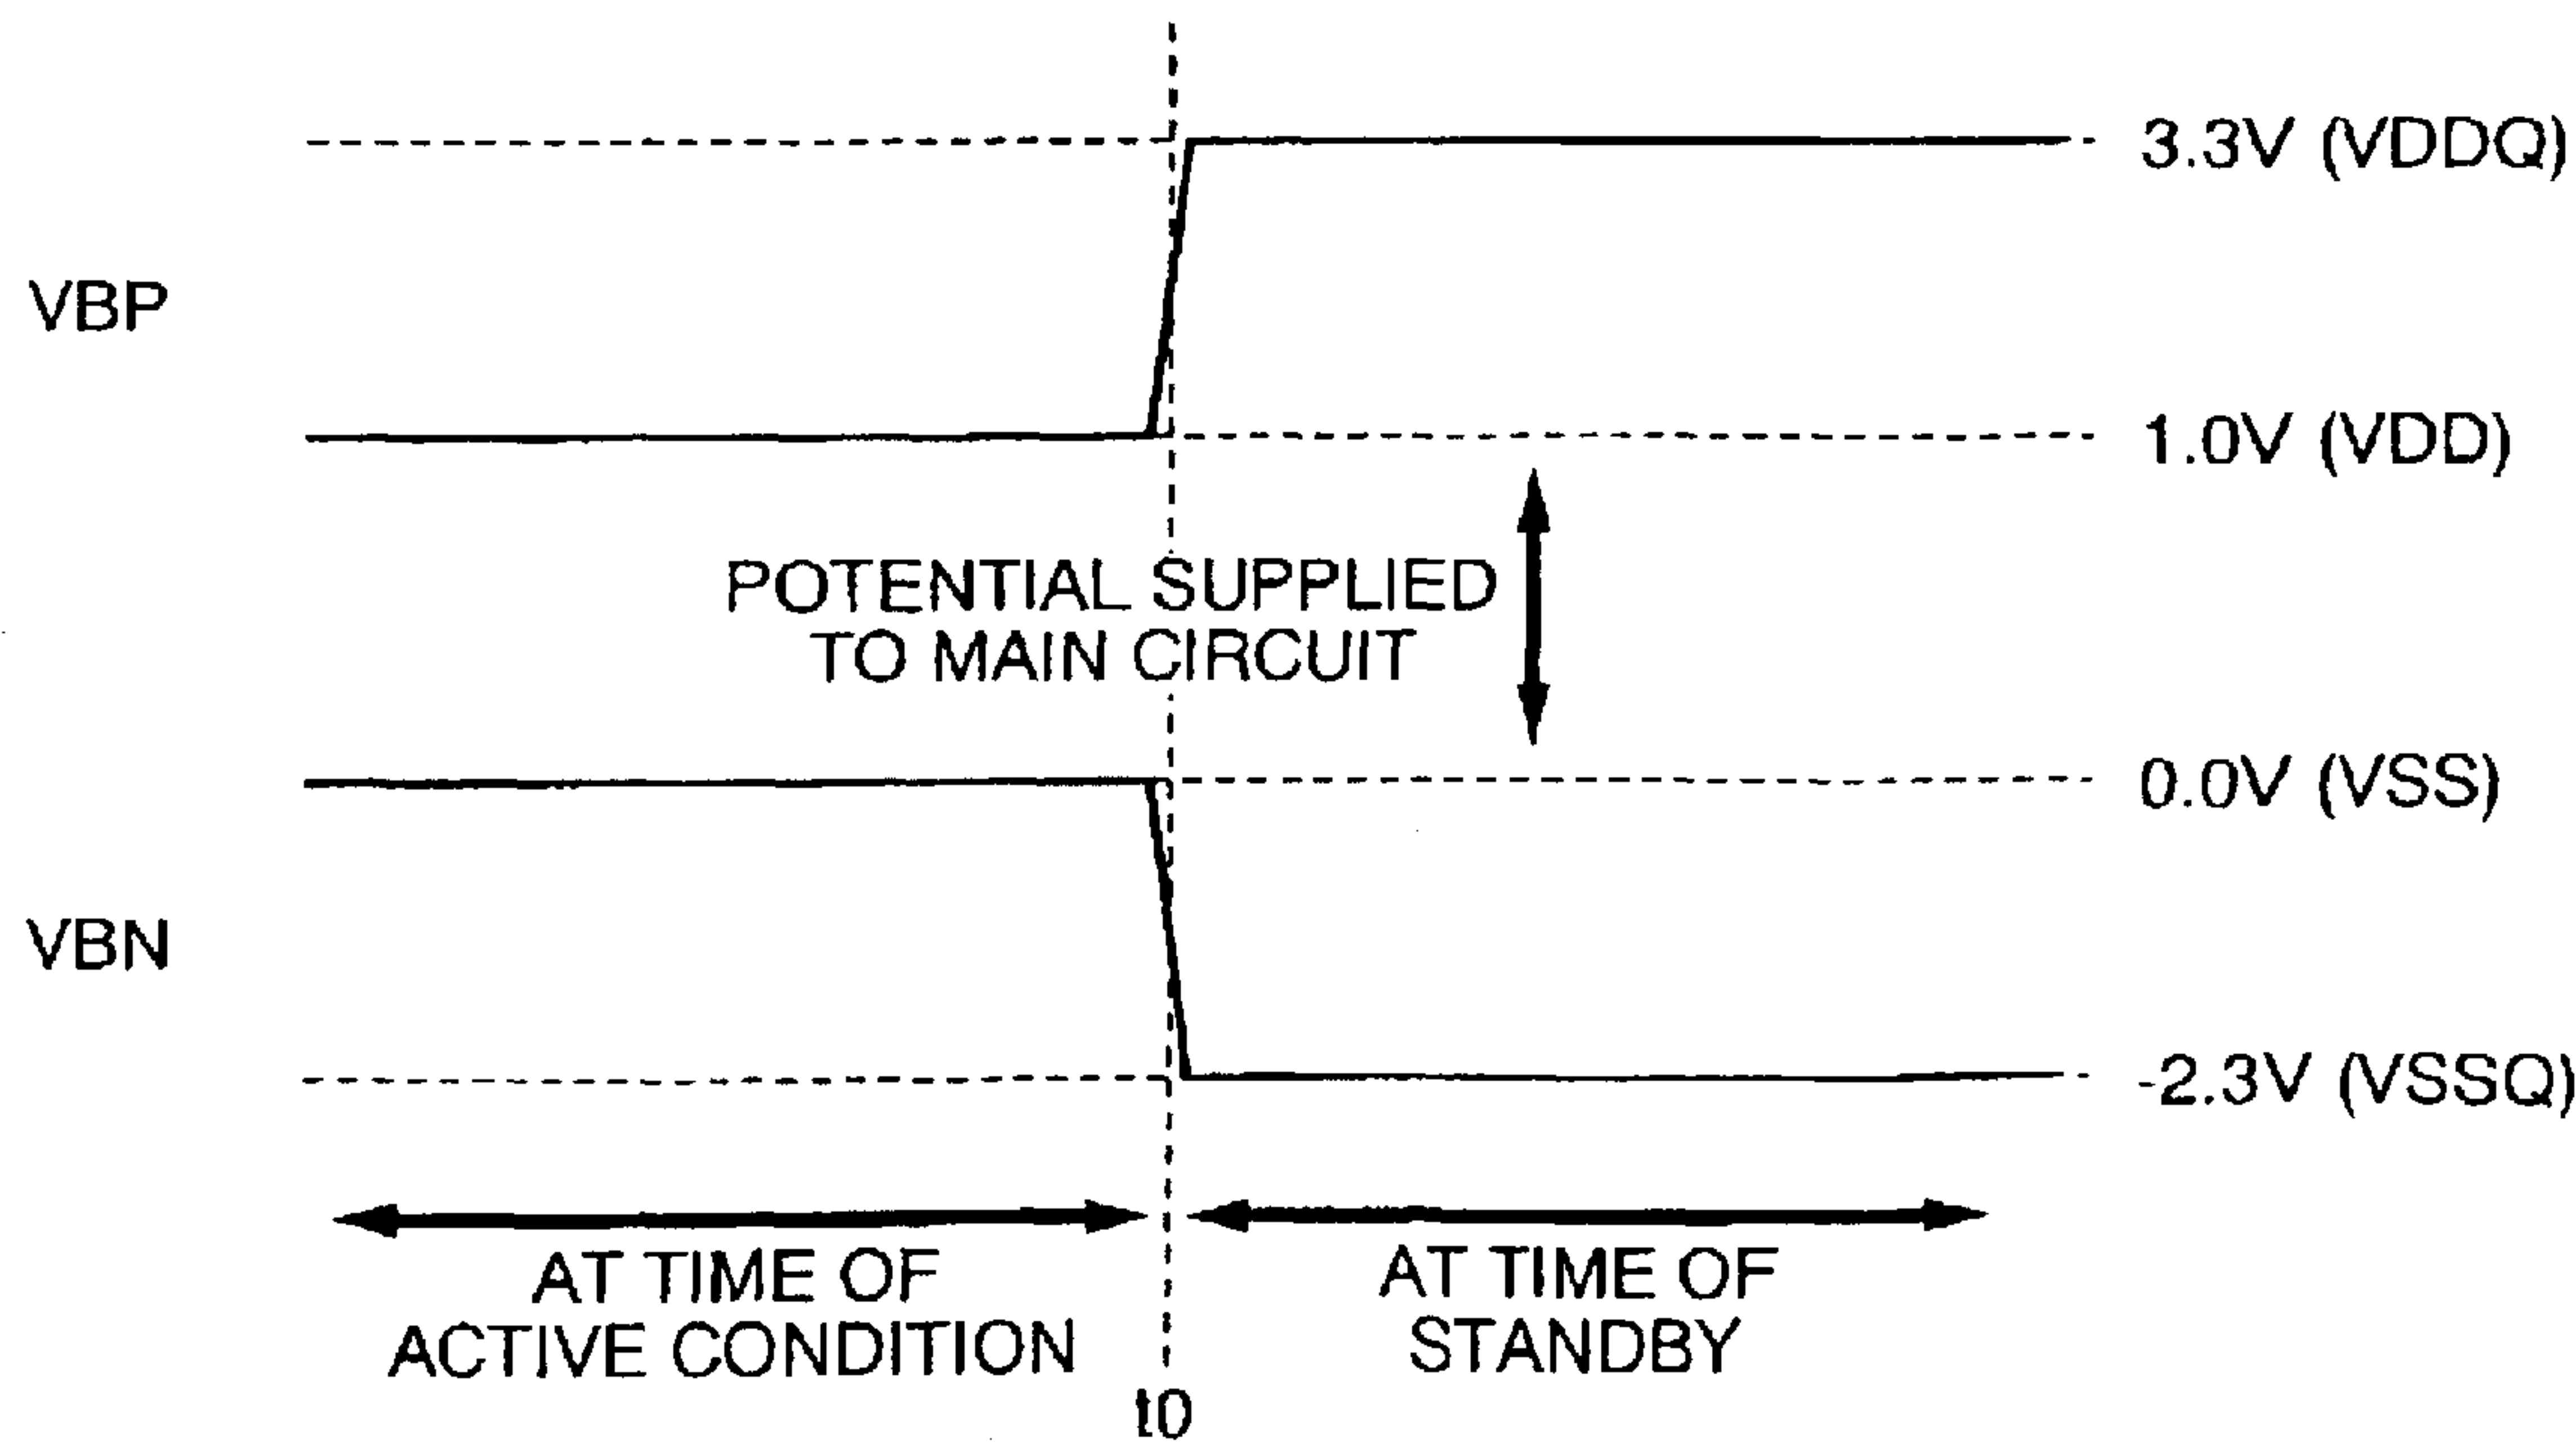 3.3V (VDDQ)
VBP
1.0V (VDD)
POTENTIAL SUPPLIED
TO MAIN CIRCUIT
0.0V (VSS)
VBN
-2.3V (VSSQ)
AT TIME OF
ACTIVE CONDITION
AT TIME OF
STANDBY
t0